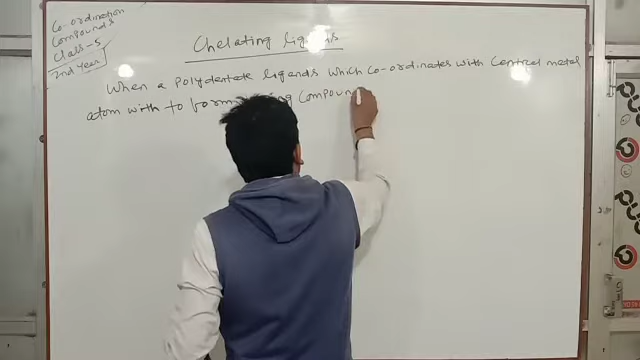 Co-ordination
Compounds
Class-5
2nd Year
Chelating
When a Polydentate ligands which Co-ordinates with Central metal
atom with to form Compoun